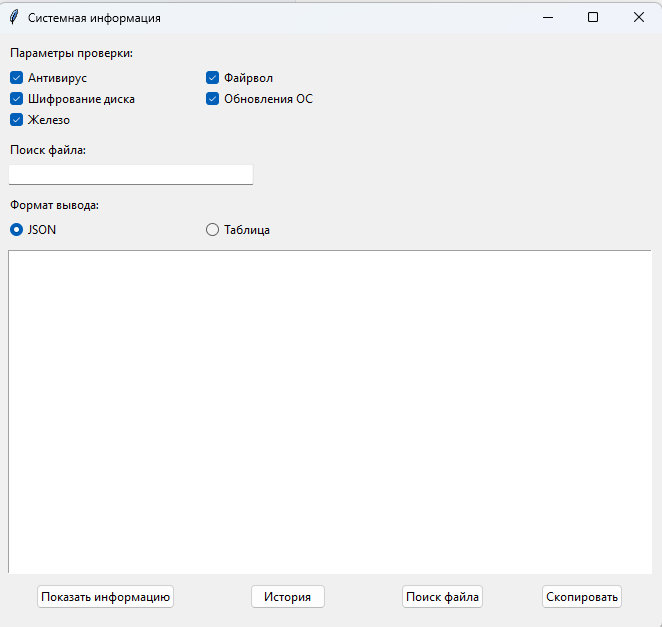 Системная информация
Параметры проверки:
Антивирус Файрвол
Шифрование диска Обновления ОС
Железо
Поиск файла:
Формат вывода:
JSON Таблица
Показать информацию История Поиск файла Скопировать